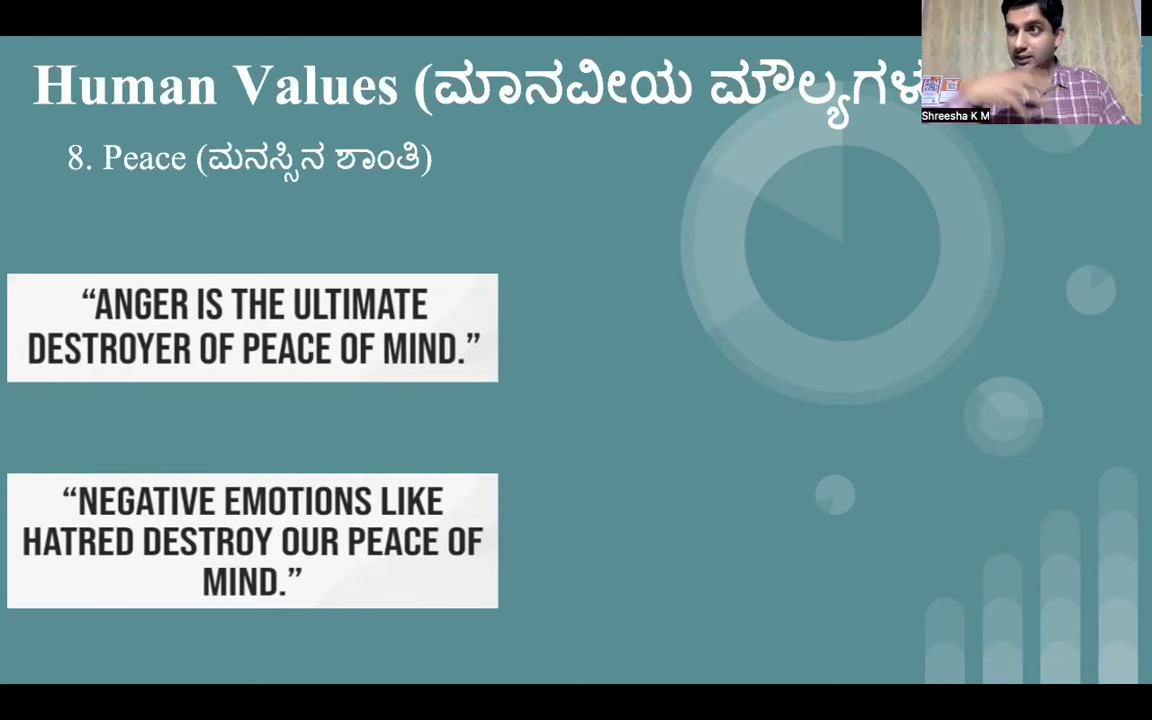 Human Values (ಮಾನವೀಯ ಮೌಲ್ಯಗಳ
Shreesha K M
8. Peace (ಮನಸ್ಸಿನ ಶಾಂತಿ)
“ANGER IS THE ULTIMATE
DESTROYER OF PEACE OF MIND.”
“NEGATIVE EMOTIONS LIKE
HATRED DESTROY OUR PEACE OF
MIND.”